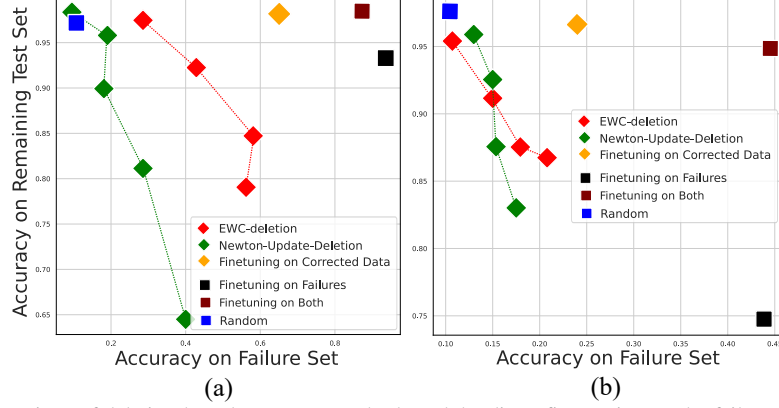 Accuracy on Remaining Test Set
0.95
0.90
0.85
0.80
0.75
0.70
0.65
0.2
0.4
0.6
0.8
EWC-deletion
Newton-Update-Deletion
Finetuning on Corrected Data
Finetuning on Failures
Finetuning on Both
Random
Accuracy on Failure Set
(a)
0.95
0.90
0.85
0.80
0.75
0.10
0.15
0.20
0.25
0.30
0.35
0.40
EWC-deletion
Newton-Update-Deletion
Finetuning on Corrected Data
Finetuning on Failures
Finetuning on Both
Random
Accuracy on Failure Set
(b)